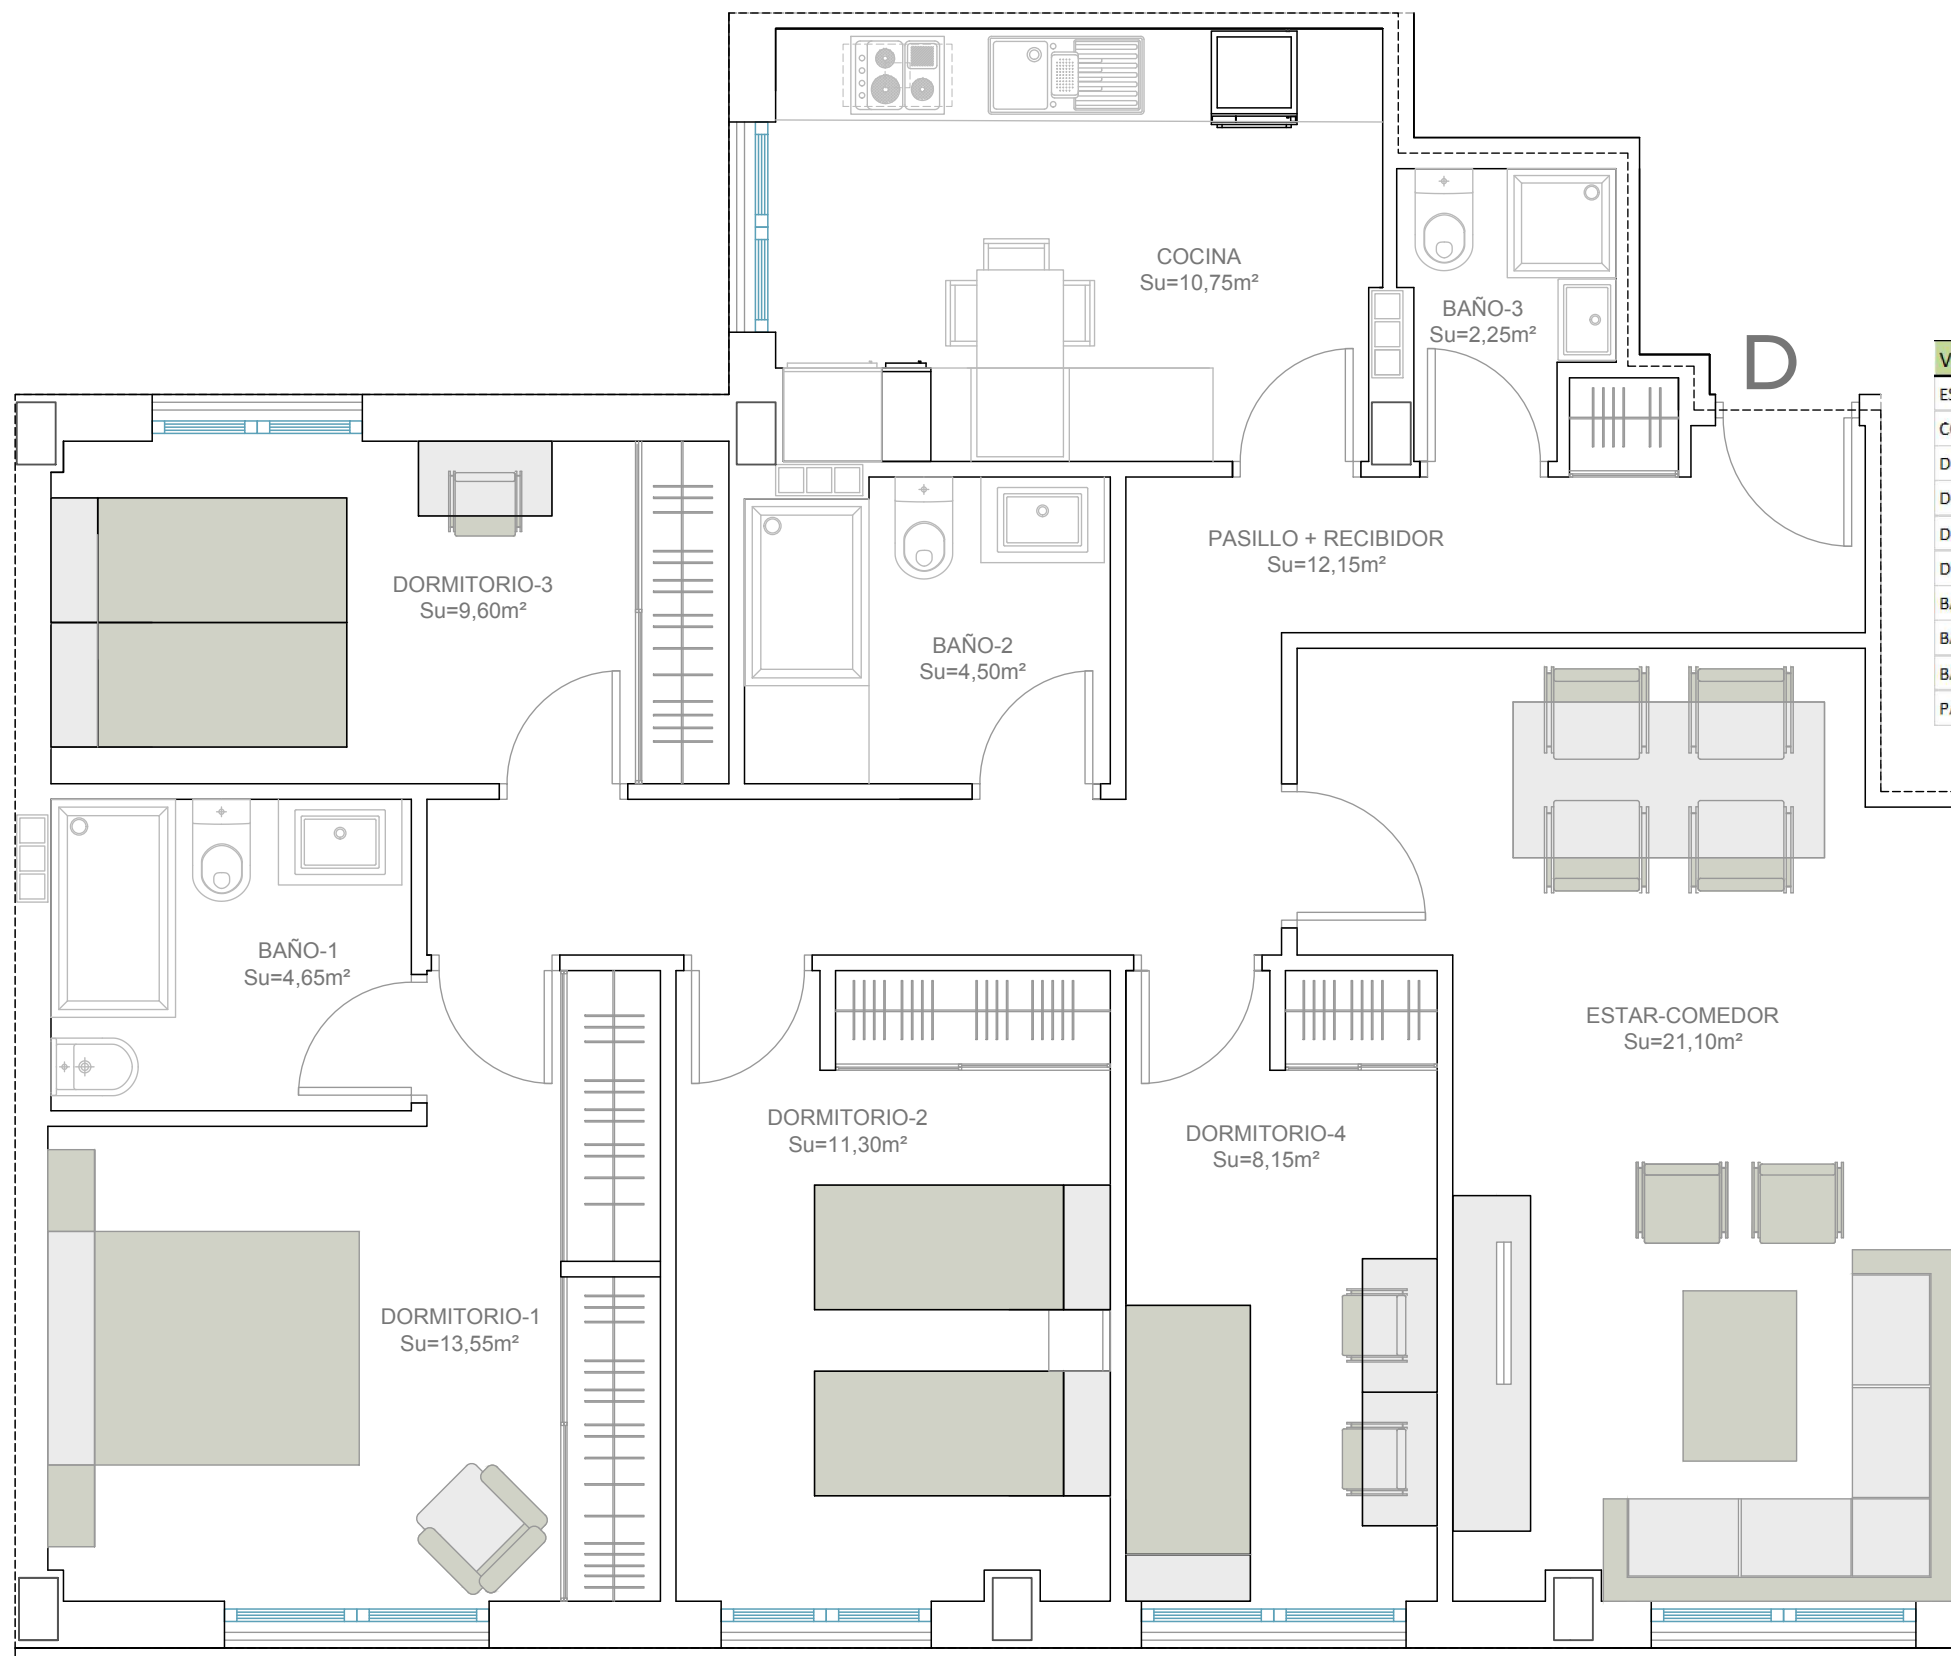 COCINA
Su=10,75m²
BAÑO-3
Su=2,25m²
D
PASILLO + RECIBIDOR
Su=12,15m²
DORMITORIO-3
Su=9,60m²
BAÑO-2
Su=4,50m²
BAÑO-1
Su=4,65m²
ESTAR-COMEDOR
Su=21,10m²
DORMITORIO-2
Su=11,30m²
DORMITORIO-4
Su=8,15m²
DORMITORIO-1
Su=13,55m²